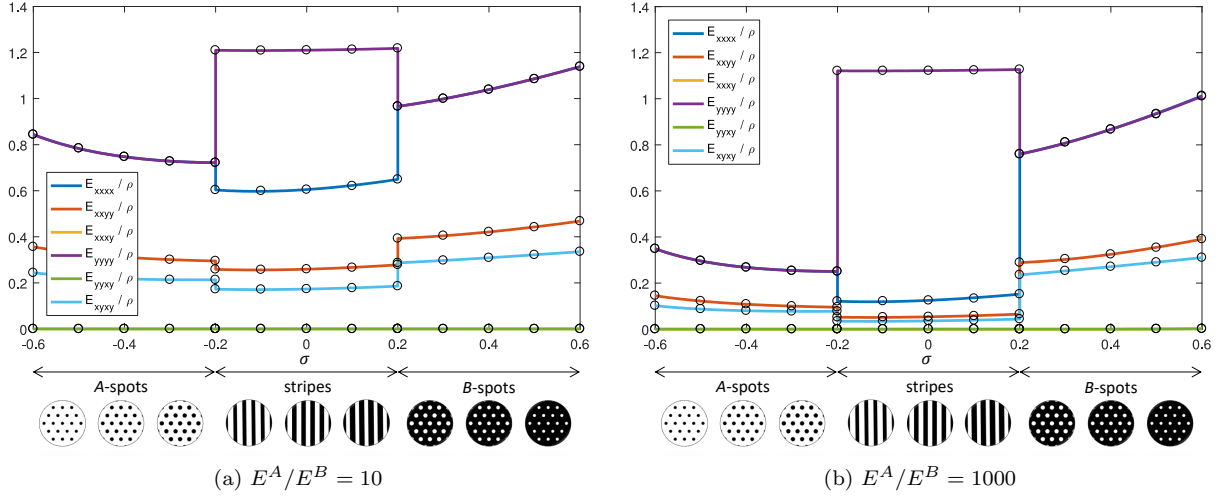 1.4
1.2
1
0.8
0.6
0.4
0.2
0
E_xxxx / ρ
E_xxyy / ρ
E_xxxy / ρ
E_yyyy / ρ
E_yyxy / ρ
E_xyxy / ρ
-0.6 -0.4 -0.2 0 0.2 0.4 0.6
σ
A-spots stripes B-spots
(a) E^A/E^B = 10
1.4
1.2
1
0.8
0.6
0.4
0.2
0
E_xxxx / ρ
E_xxyy / ρ
E_xxxy / ρ
E_yyyy / ρ
E_yyxy / ρ
E_xyxy / ρ
-0.6 -0.4 -0.2 0 0.2 0.4 0.6
σ
A-spots stripes B-spots
(b) E^A/E^B = 1000